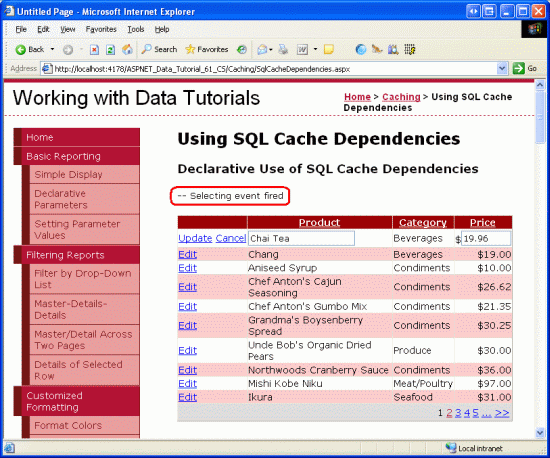 Untitled Page - Microsoft Internet Explorer
File Edit View Favorites Tools Help
Back Search Favorites
Address http://localhost:4178/ASPNET_Data_Tutorial_61_CS/Caching/SqlCacheDependencies.aspx Go
Working with Data Tutorials
Home > Caching > Using SQL Cache
Dependencies
Home
Basic Reporting
Simple Display
Declarative
Parameters
Setting Parameter
Values
Filtering Reports
Filter by Drop-Down
List
Master-Details-
Details
Master/Detail Across
Two Pages
Details of Selected
Row
Customized
Formatting
Format Colors
Using SQL Cache Dependencies
Declarative Use of SQL Cache Dependencies
-- Selecting event fired
Product Category Price
Update Cancel Chai Tea Beverages $19.96
Edit Chang Beverages $19.00
Edit Aniseed Syrup Condiments $10.00
Edit Chef Anton's Cajun
Seasoning Condiments $26.62
Edit Chef Anton's Gumbo Mix Condiments $21.35
Edit Grandma's Boysenberry
Spread Condiments $30.25
Edit Uncle Bob's Organic Dried
Pears Produce $30.00
Edit Northwoods Cranberry Sauce Condiments $36.00
Edit Mishi Kobe Niku Meat/Poultry $97.00
Edit Ikura Seafood $31.00
1 2 3 4 5 ... >>
Local intranet